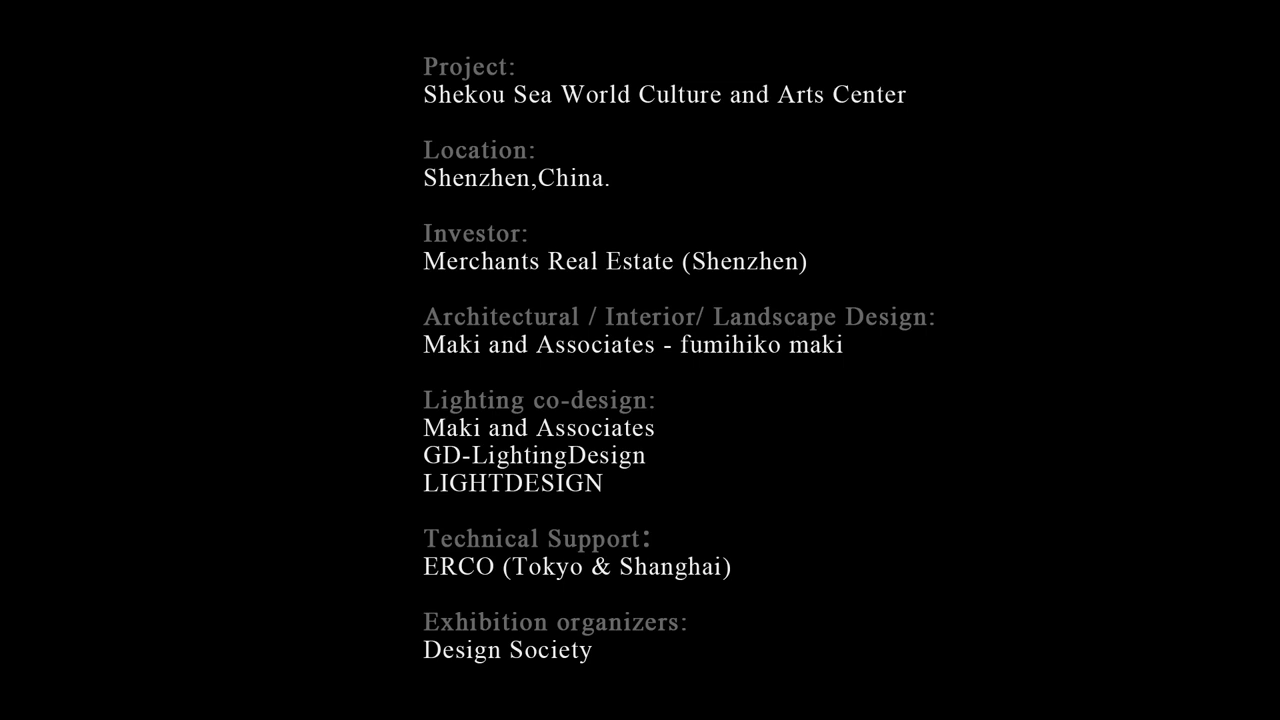 Project:
Shekou Sea World Culture and Arts Center
Location:
Shenzhen,China.
Investor:
Merchants Real Estate (Shenzhen)
Architectural / Interior/ Landscape Design:
Maki and Associates - fumihiko maki
Lighting co-design:
Maki and Associates
GD-LightingDesign
LIGHTDESIGN
Technical Support：
ERCO (Tokyo & Shanghai)
Exhibition organizers:
Design Society